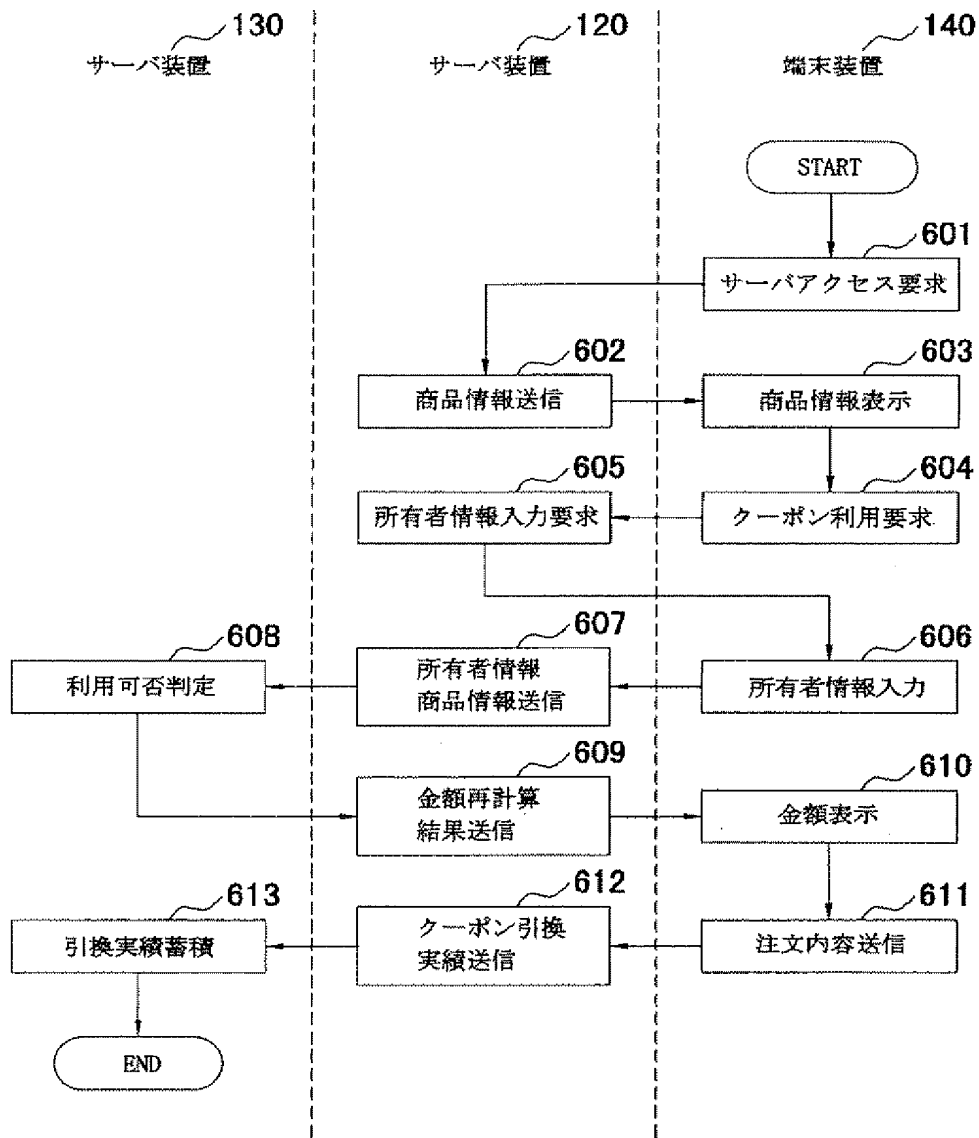 130
120
140
サーバ装置
サーバ装置
端末装置
START
601
サーバアクセス要求
602
603
商品情報送信
商品情報表示
605
604
所有者情報入力要求
クーポン利用要求
608
607
606
利用可否判定
所有者情報
商品情報送信
所有者情報入力
609
610
金額再計算
結果送信
金額表示
613
612
611
引換実績蓄積
クーポン引換
実績送信
注文内容送信
END